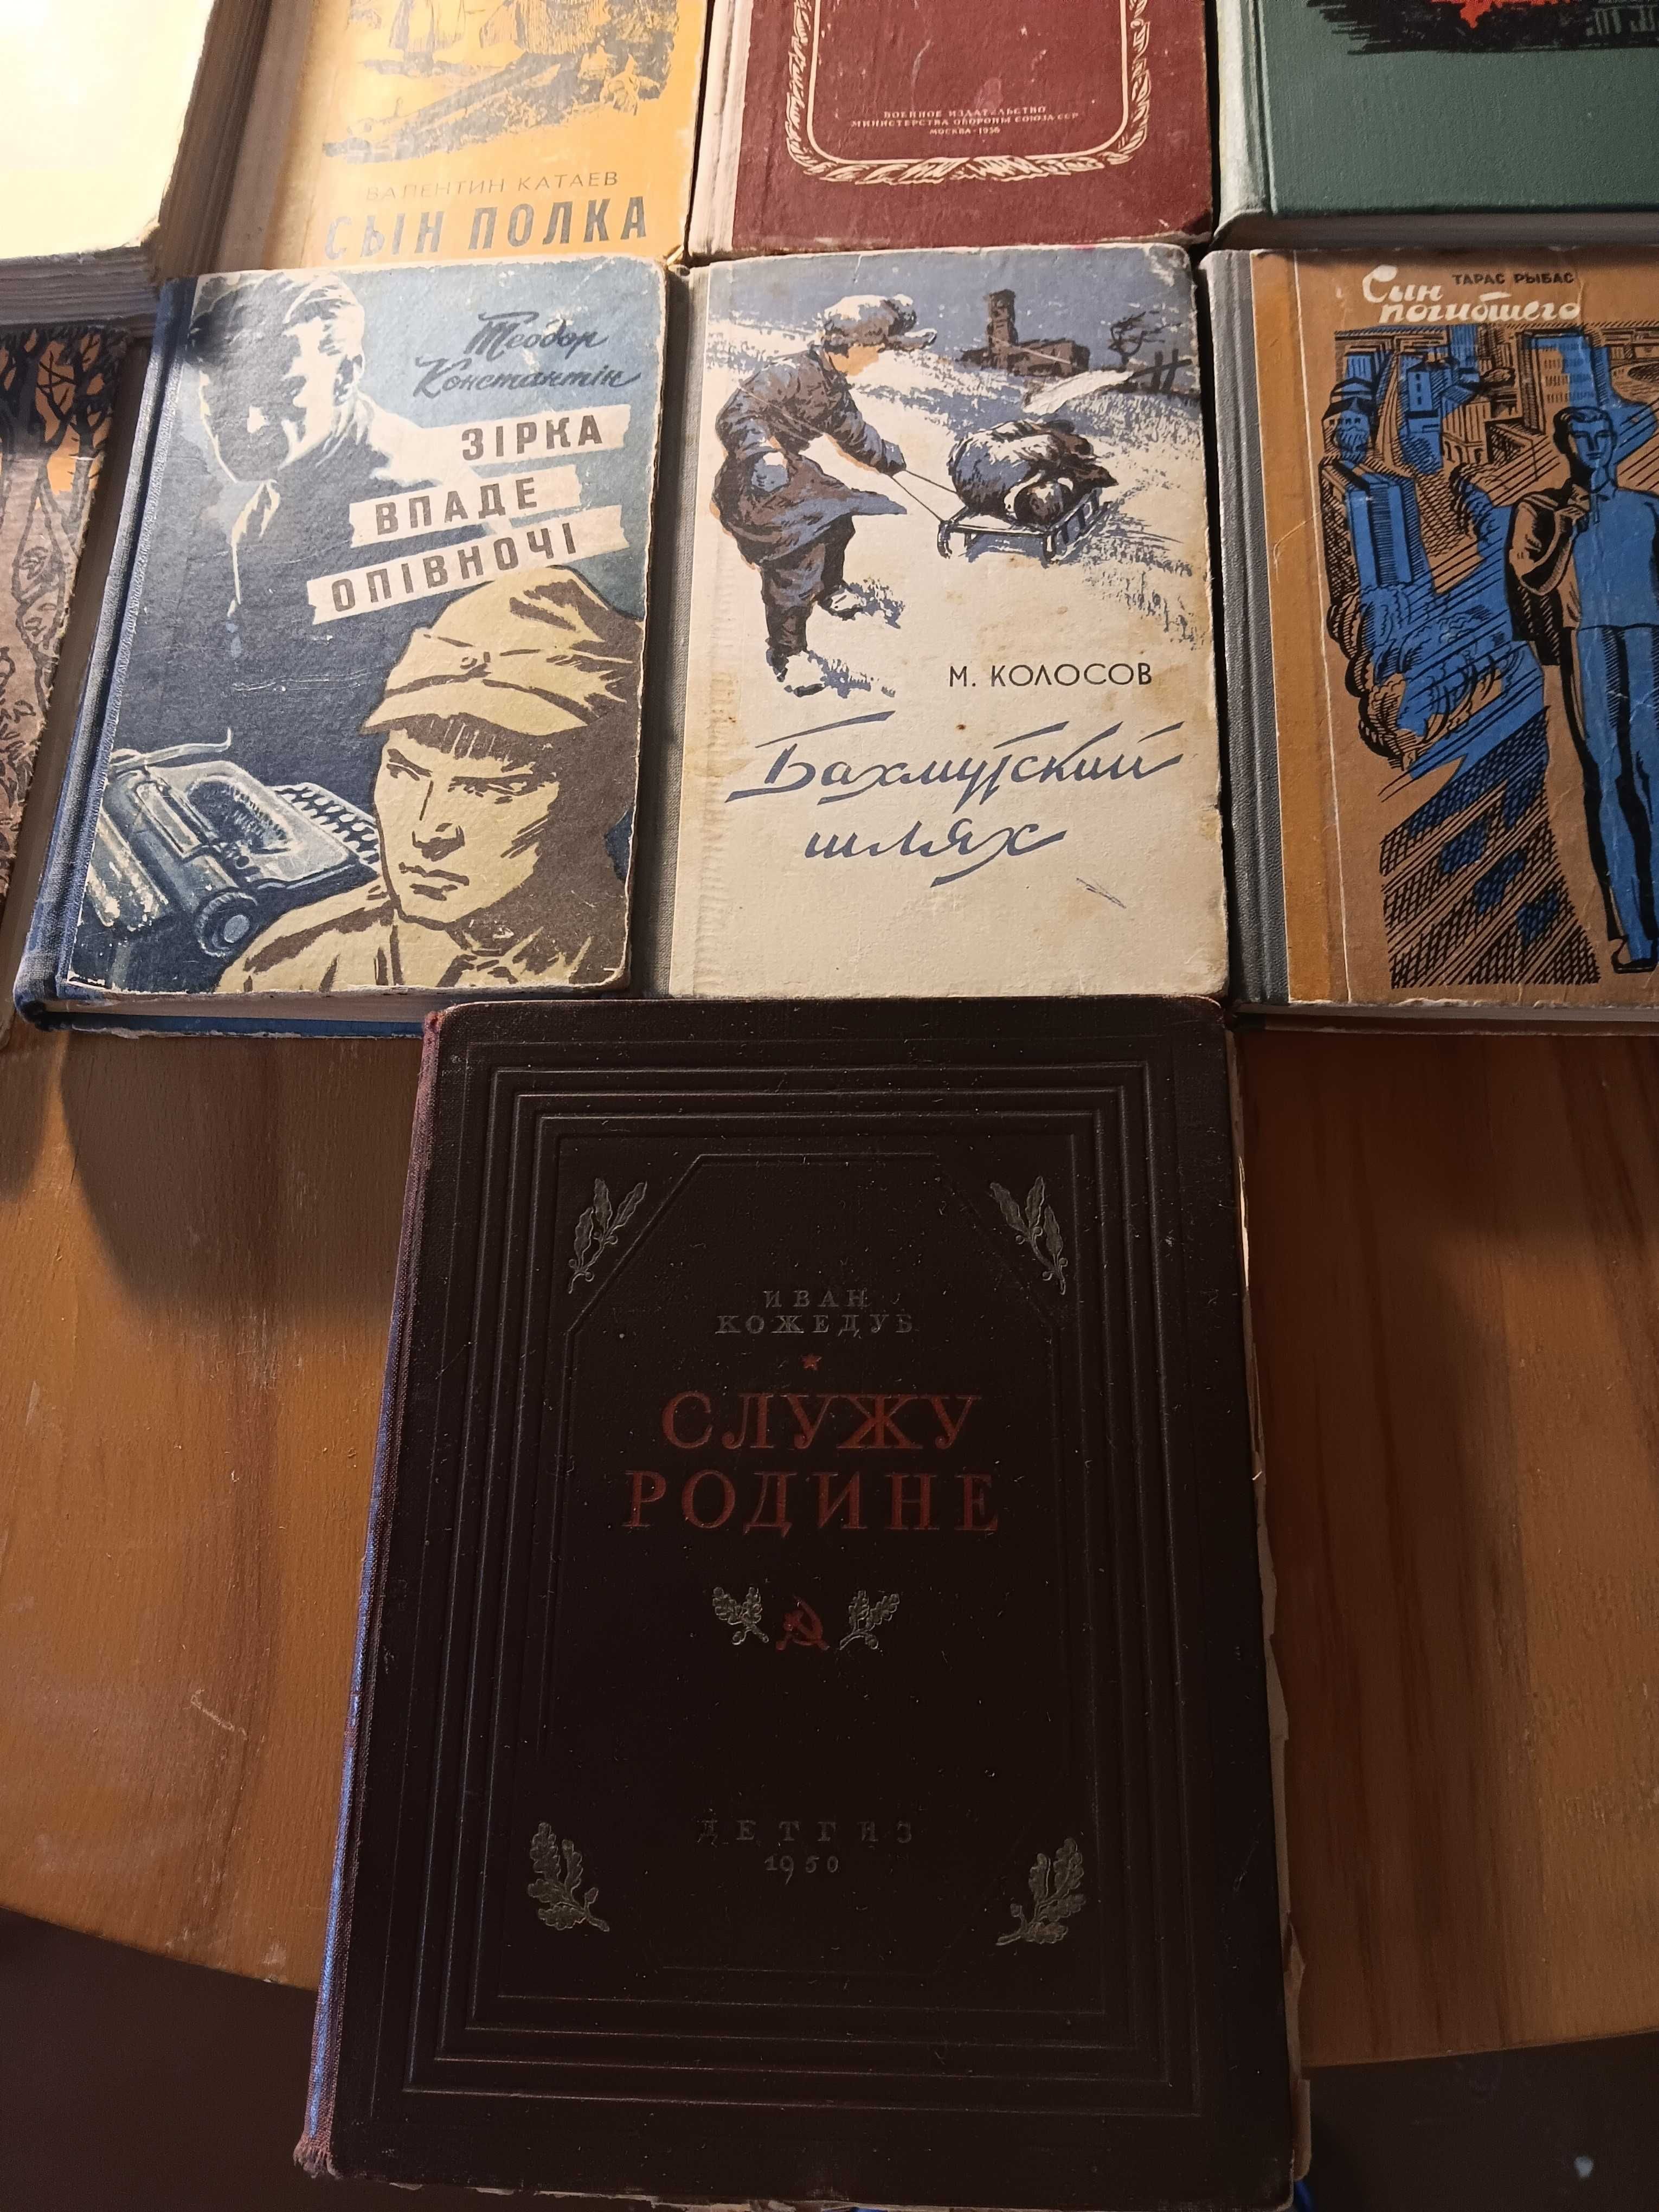 ВАЛЕНТИН КАТАЕВ
СЫН ПОЛКА
ВОЕННОЕ ИЗДАТЕЛЬСТВО
МИНИСТЕРСТВА ОБОРОНЫ СОЮЗА ССР
МОСКВА - 1956
Теодор
Константін
ЗІРКА
ВПАДЕ
ОПІВНОЧІ
М. КОЛОСОВ
Бахмутский
шлях
ТАРАС РЫБАС
Сын
погибшего
ИВАН
КОЖЕДУБ
СЛУЖУ
РОДИНЕ
ДЕТГИЗ
1950